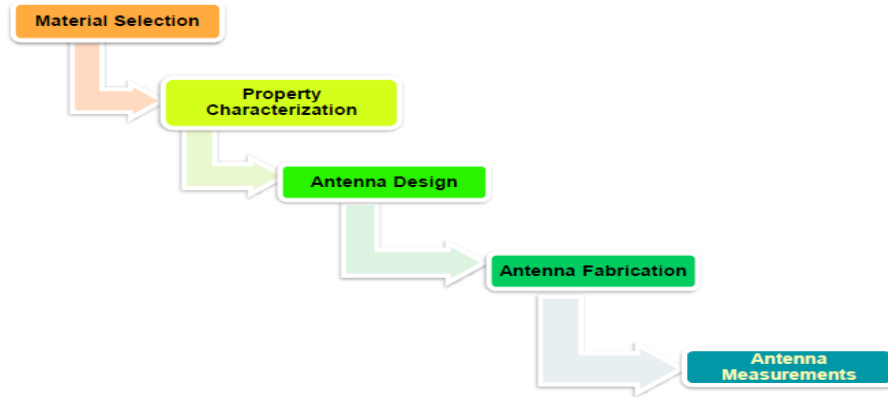 Material Selection
Property
Characterization
Antenna Design
Antenna Fabrication
Antenna
Measurements